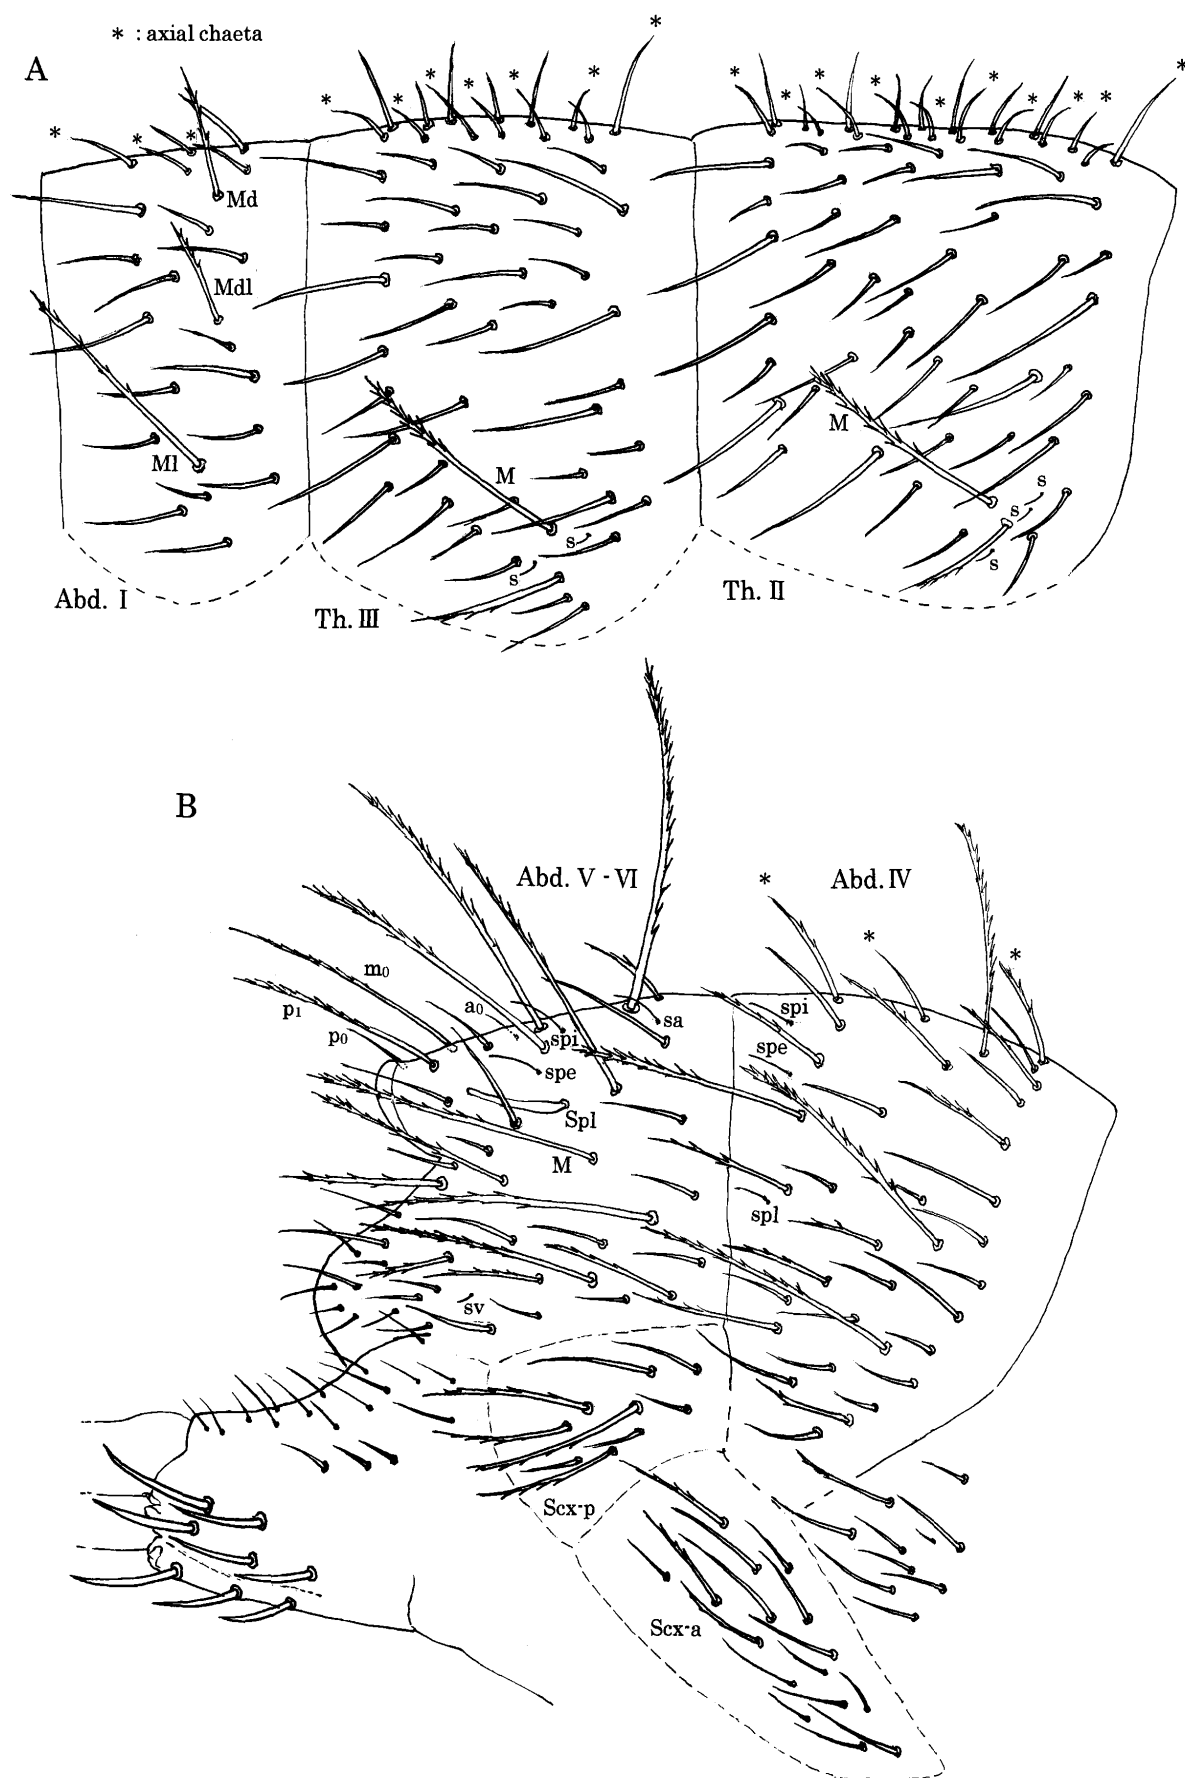 * : axial chaeta
A
* * * * * * * * *
* * * * * * * * *
Md
Mdl
Ml
M
M
s
s
s
s
s
Abd. I
Th. III
Th. II
B
Abd. V - VI
Abd. IV
*
*
*
m0
a0
p1
p0
spi
spe
Spl
M
sa
spi
spe
spl
sv
Scx-p
Scx-a